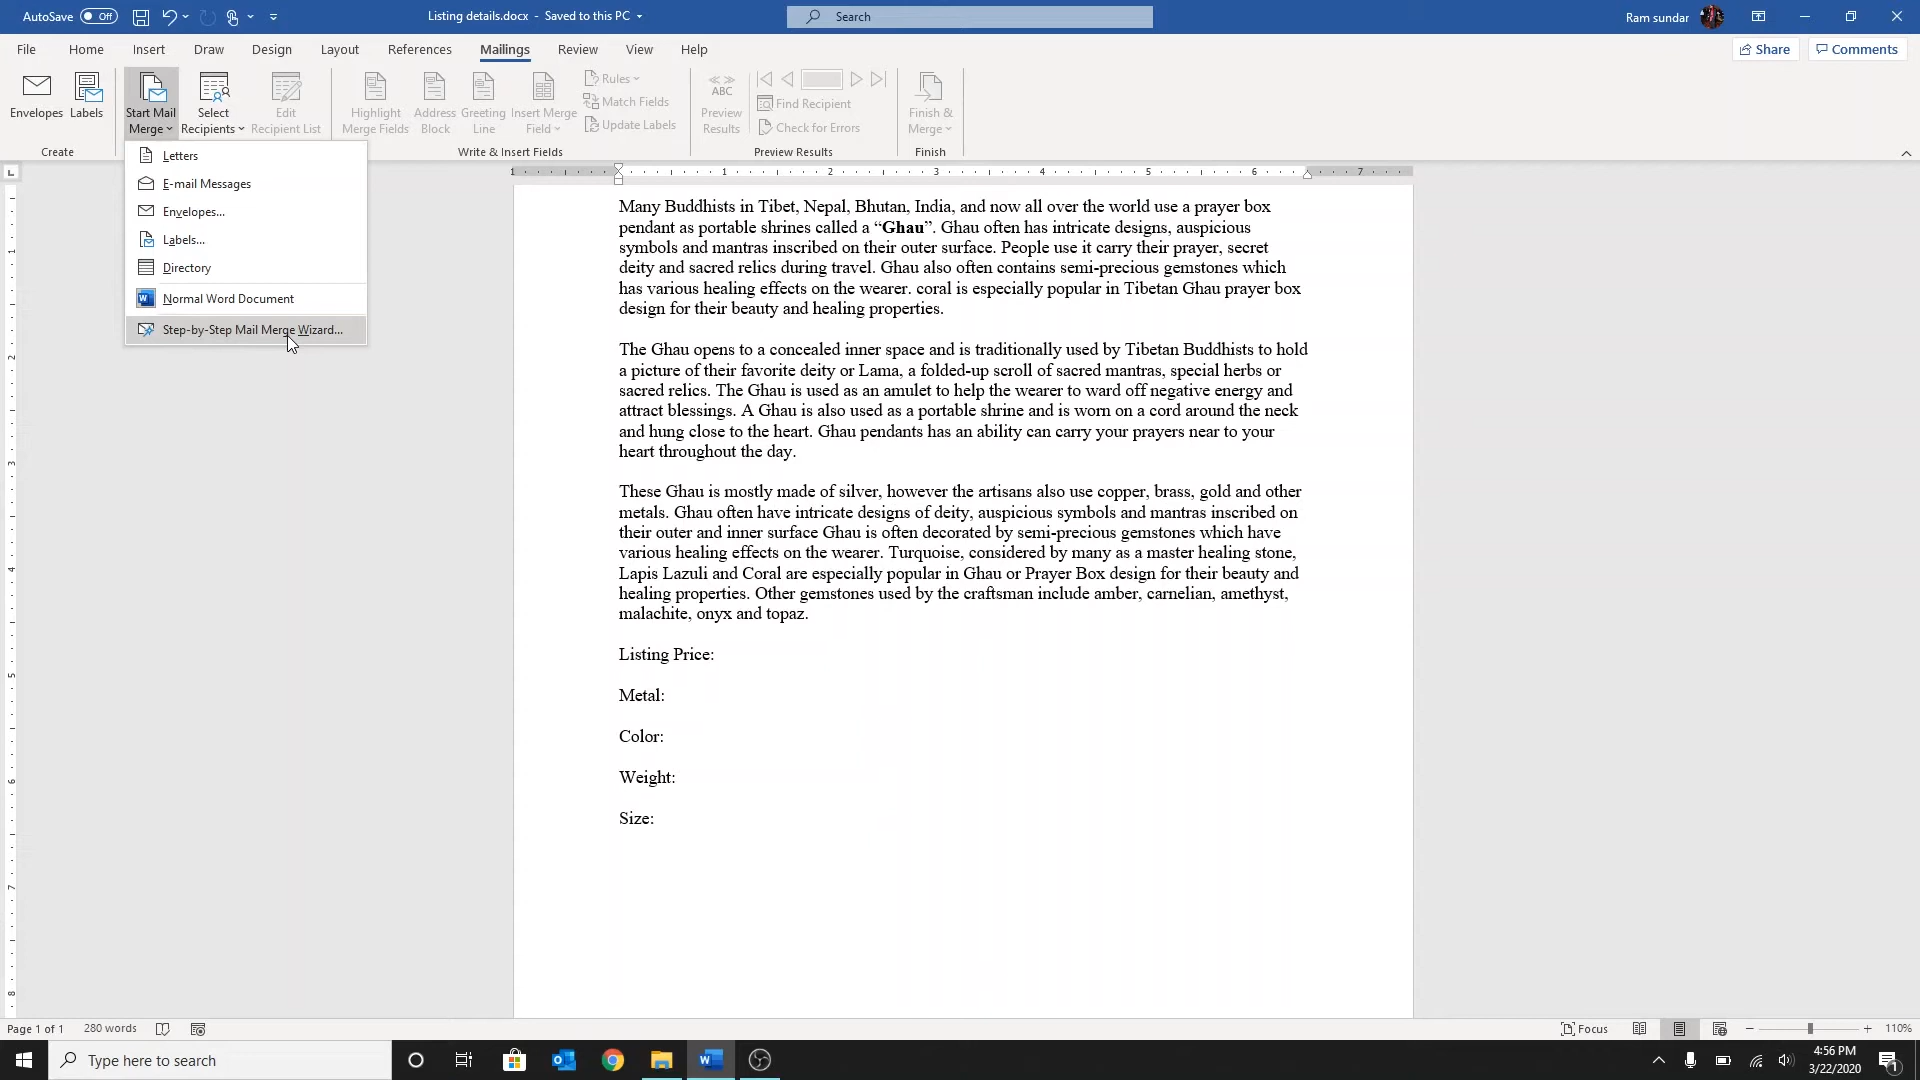 AutoSave Off
Listing details.docx - Saved to this PC
Search
Ram sundar
File Home Insert Draw Design Layout References Mailings Review View Help
Share Comments
Envelopes
Labels
Start Mail
Merge
Select
Recipients
Edit
Recipient List
Highlight
Merge Fields
Address
Block
Greeting
Line
Insert Merge
Field
Rules
Match Fields
Update Labels
ABC
Preview
Results
Find Recipient
Check for Errors
Finish &
Merge
Create
Write & Insert Fields
Preview Results
Finish
Letters
E-mail Messages
Envelopes...
Labels...
Directory
Normal Word Document
Step-by-Step Mail Merge Wizard...
1 1 2 3 4 5 6 7
1
2
3
4
5
6
7
8
Many Buddhists in Tibet, Nepal, Bhutan, India, and now all over the world use a prayer box
pendant as portable shrines called a “Ghau”. Ghau often has intricate designs, auspicious
symbols and mantras inscribed on their outer surface. People use it carry their prayer, secret
deity and sacred relics during travel. Ghau also often contains semi-precious gemstones which
has various healing effects on the wearer. coral is especially popular in Tibetan Ghau prayer box
design for their beauty and healing properties.
The Ghau opens to a concealed inner space and is traditionally used by Tibetan Buddhists to hold
a picture of their favorite deity or Lama, a folded-up scroll of sacred mantras, special herbs or
sacred relics. The Ghau is used as an amulet to help the wearer to ward off negative energy and
attract blessings. A Ghau is also used as a portable shrine and is worn on a cord around the neck
and hung close to the heart. Ghau pendants has an ability can carry your prayers near to your
heart throughout the day.
These Ghau is mostly made of silver, however the artisans also use copper, brass, gold and other
metals. Ghau often have intricate designs of deity, auspicious symbols and mantras inscribed on
their outer and inner surface Ghau is often decorated by semi-precious gemstones which have
various healing effects on the wearer. Turquoise, considered by many as a master healing stone,
Lapis Lazuli and Coral are especially popular in Ghau or Prayer Box design for their beauty and
healing properties. Other gemstones used by the craftsman include amber, carnelian, amethyst,
malachite, onyx and topaz.
Listing Price:
Metal:
Color:
Weight:
Size:
Page 1 of 1 280 words
Focus
110%
Type here to search
4:56 PM
3/22/2020
1